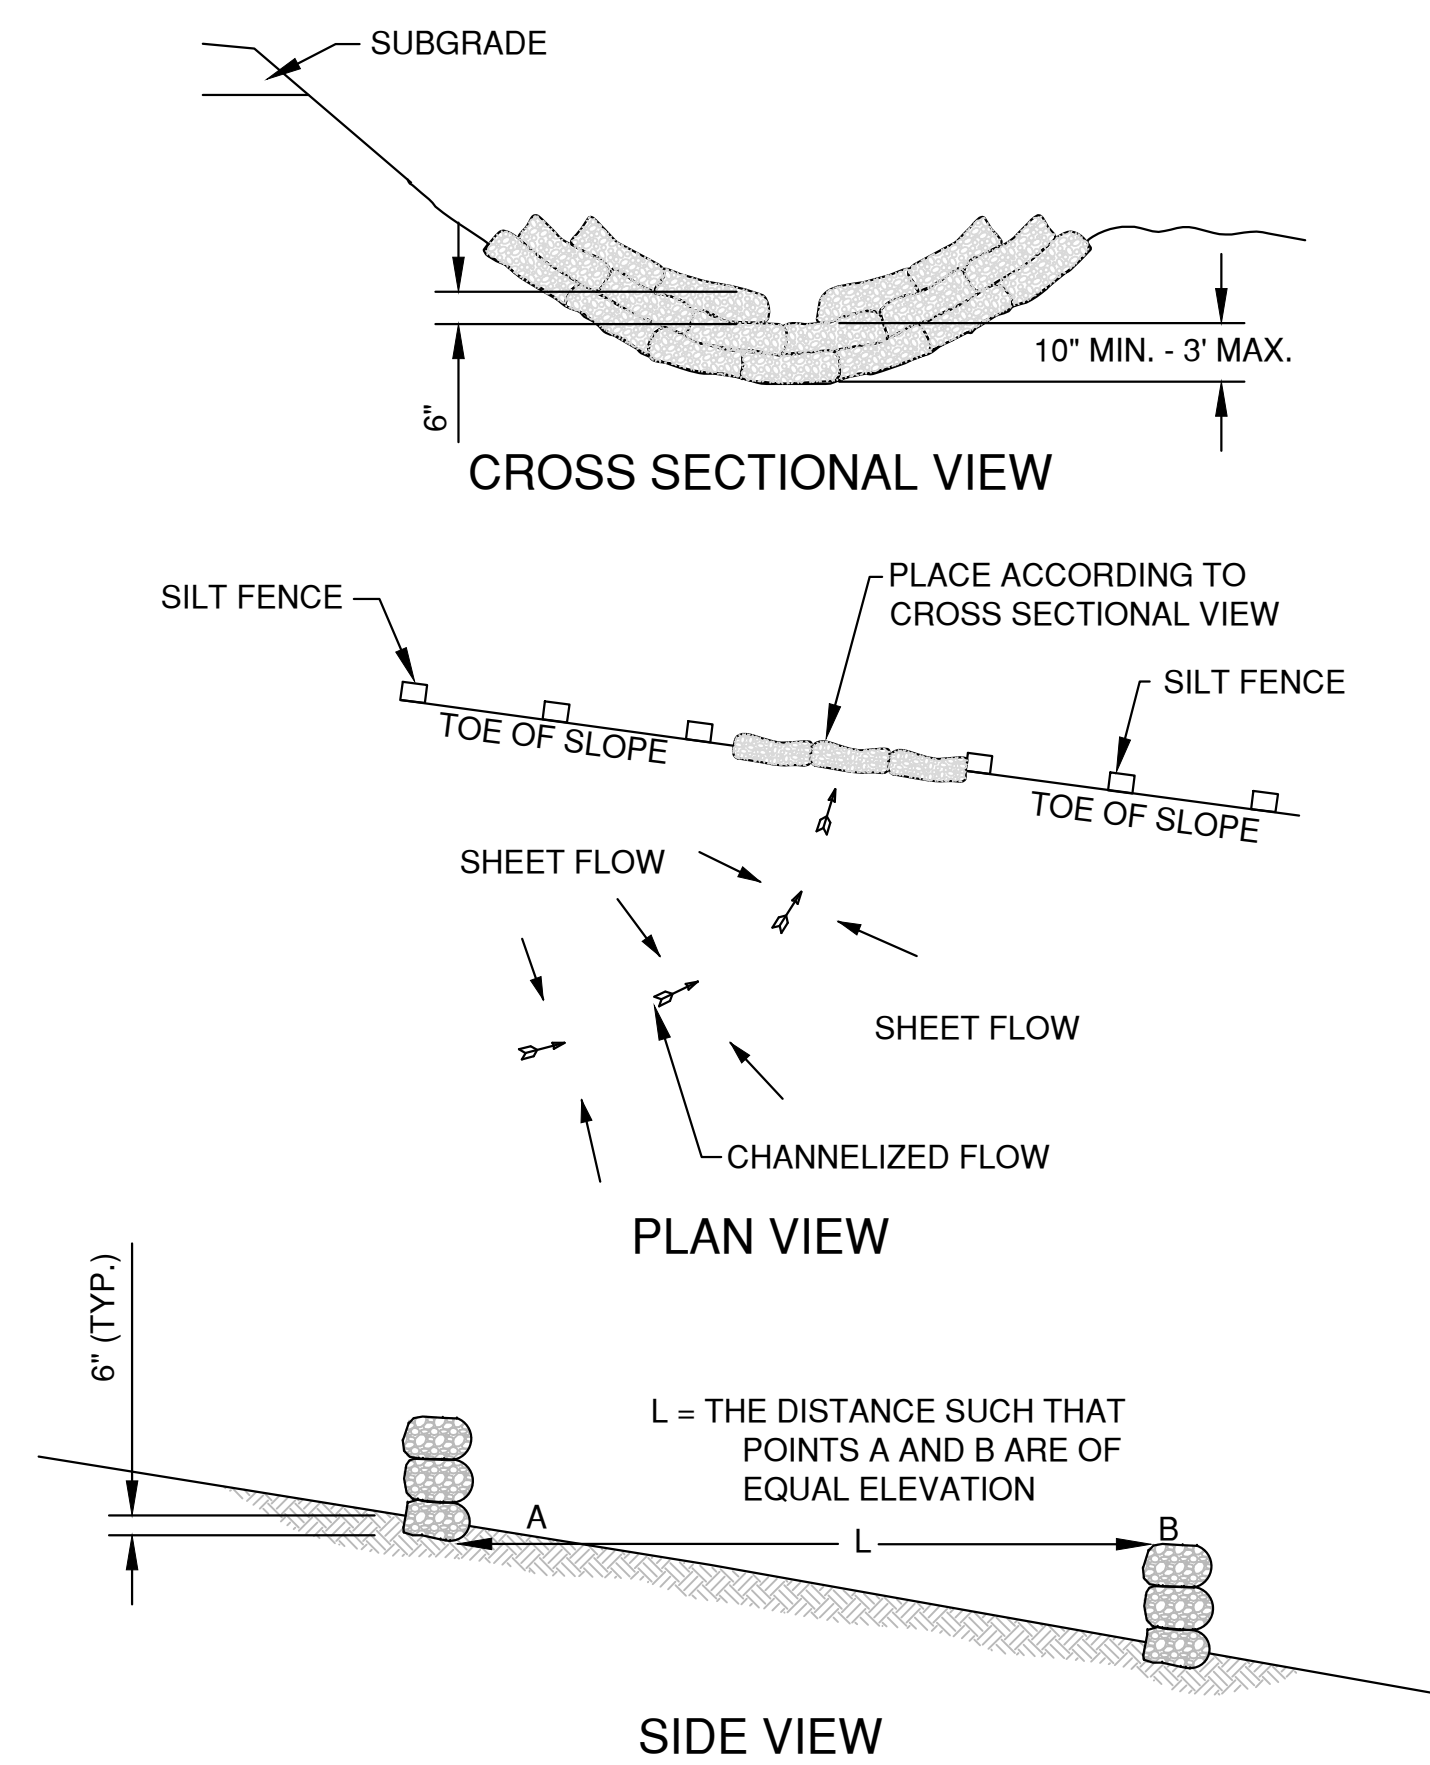 SUBGRADE
10" MIN. - 3' MAX.
6"
CROSS SECTIONAL VIEW
PLACE ACCORDING TO
CROSS SECTIONAL VIEW
SILT FENCE
SILT FENCE
TOE OF SLOPE
TOE OF SLOPE
SHEET FLOW
SHEET FLOW
CHANNELIZED FLOW
PLAN VIEW
6" (TYP.)
L = THE DISTANCE SUCH THAT
POINTS A AND B ARE OF
EQUAL ELEVATION
A
B
L
SIDE VIEW